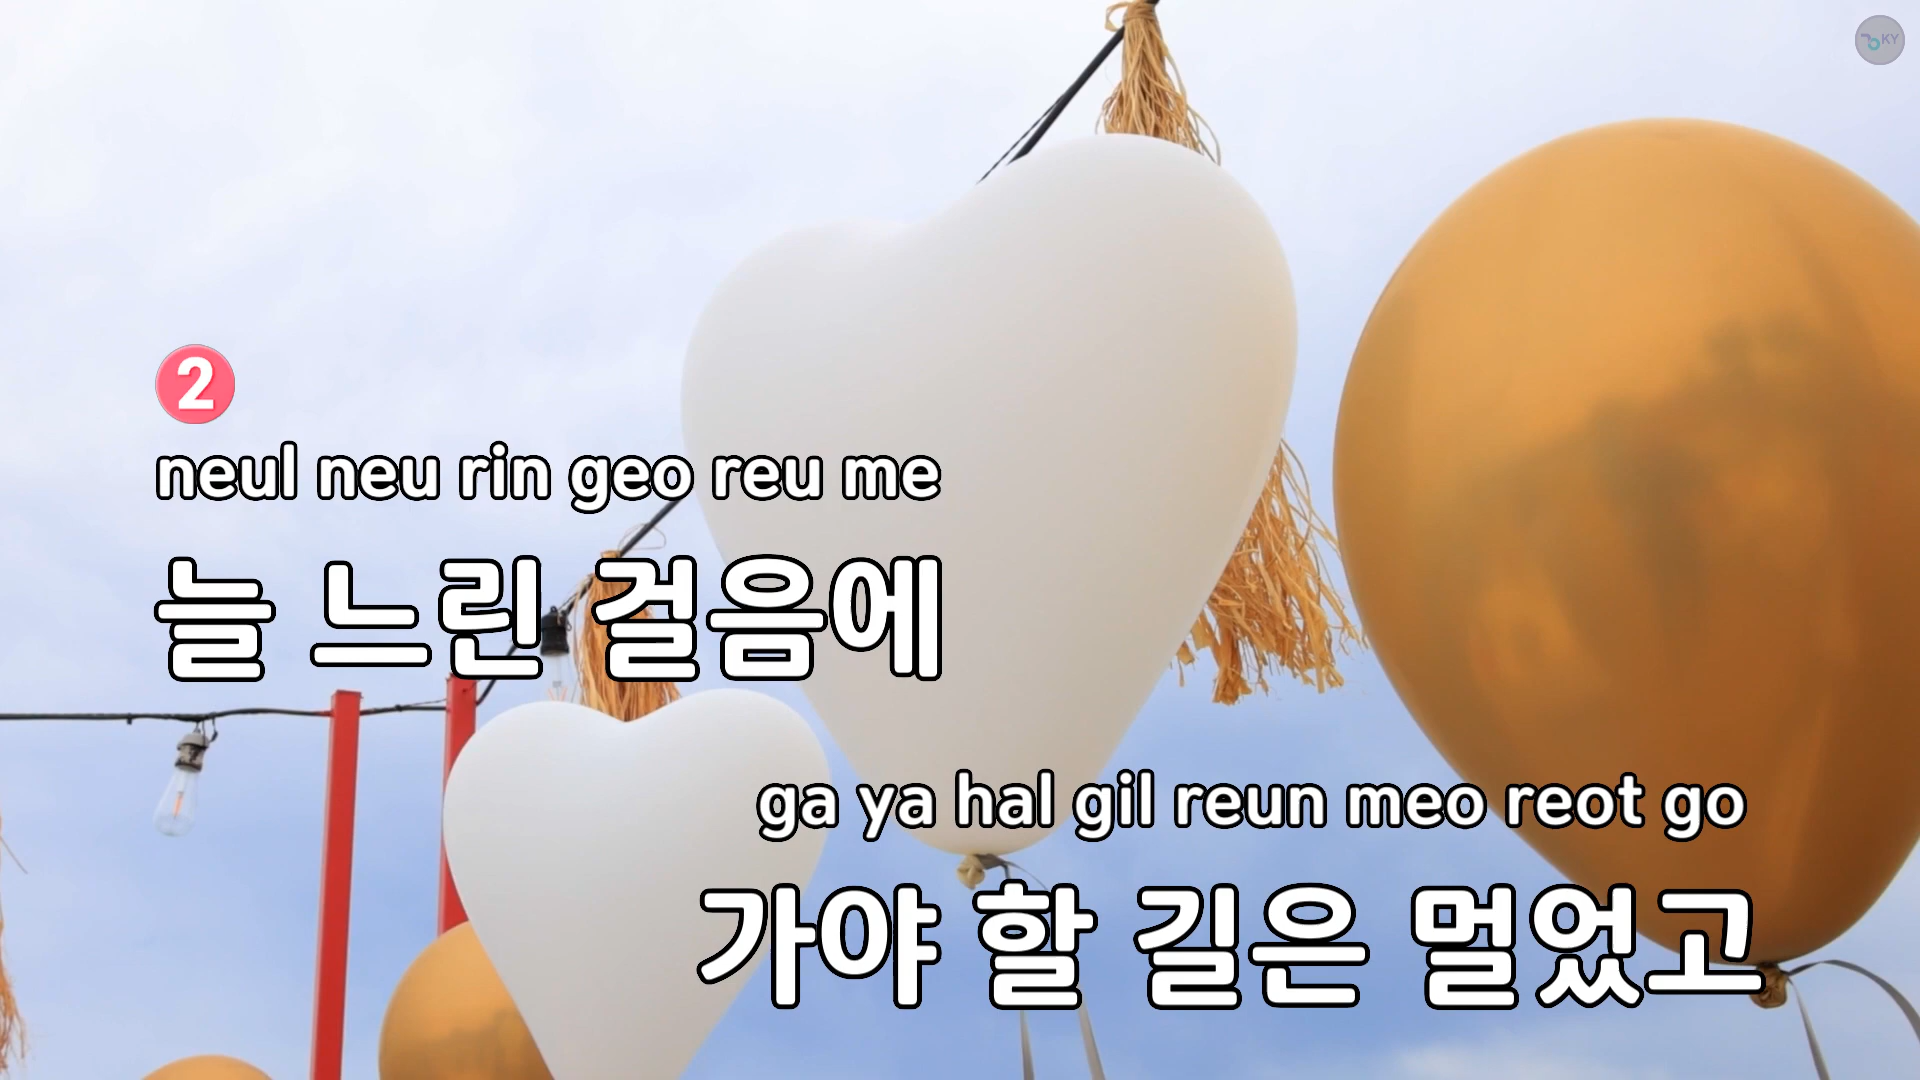 KY
2
neul neu rin geo reu me
늘 느린 걸음에
ga ya hal gil reun meo reot go
가야 할 길은 멀었고